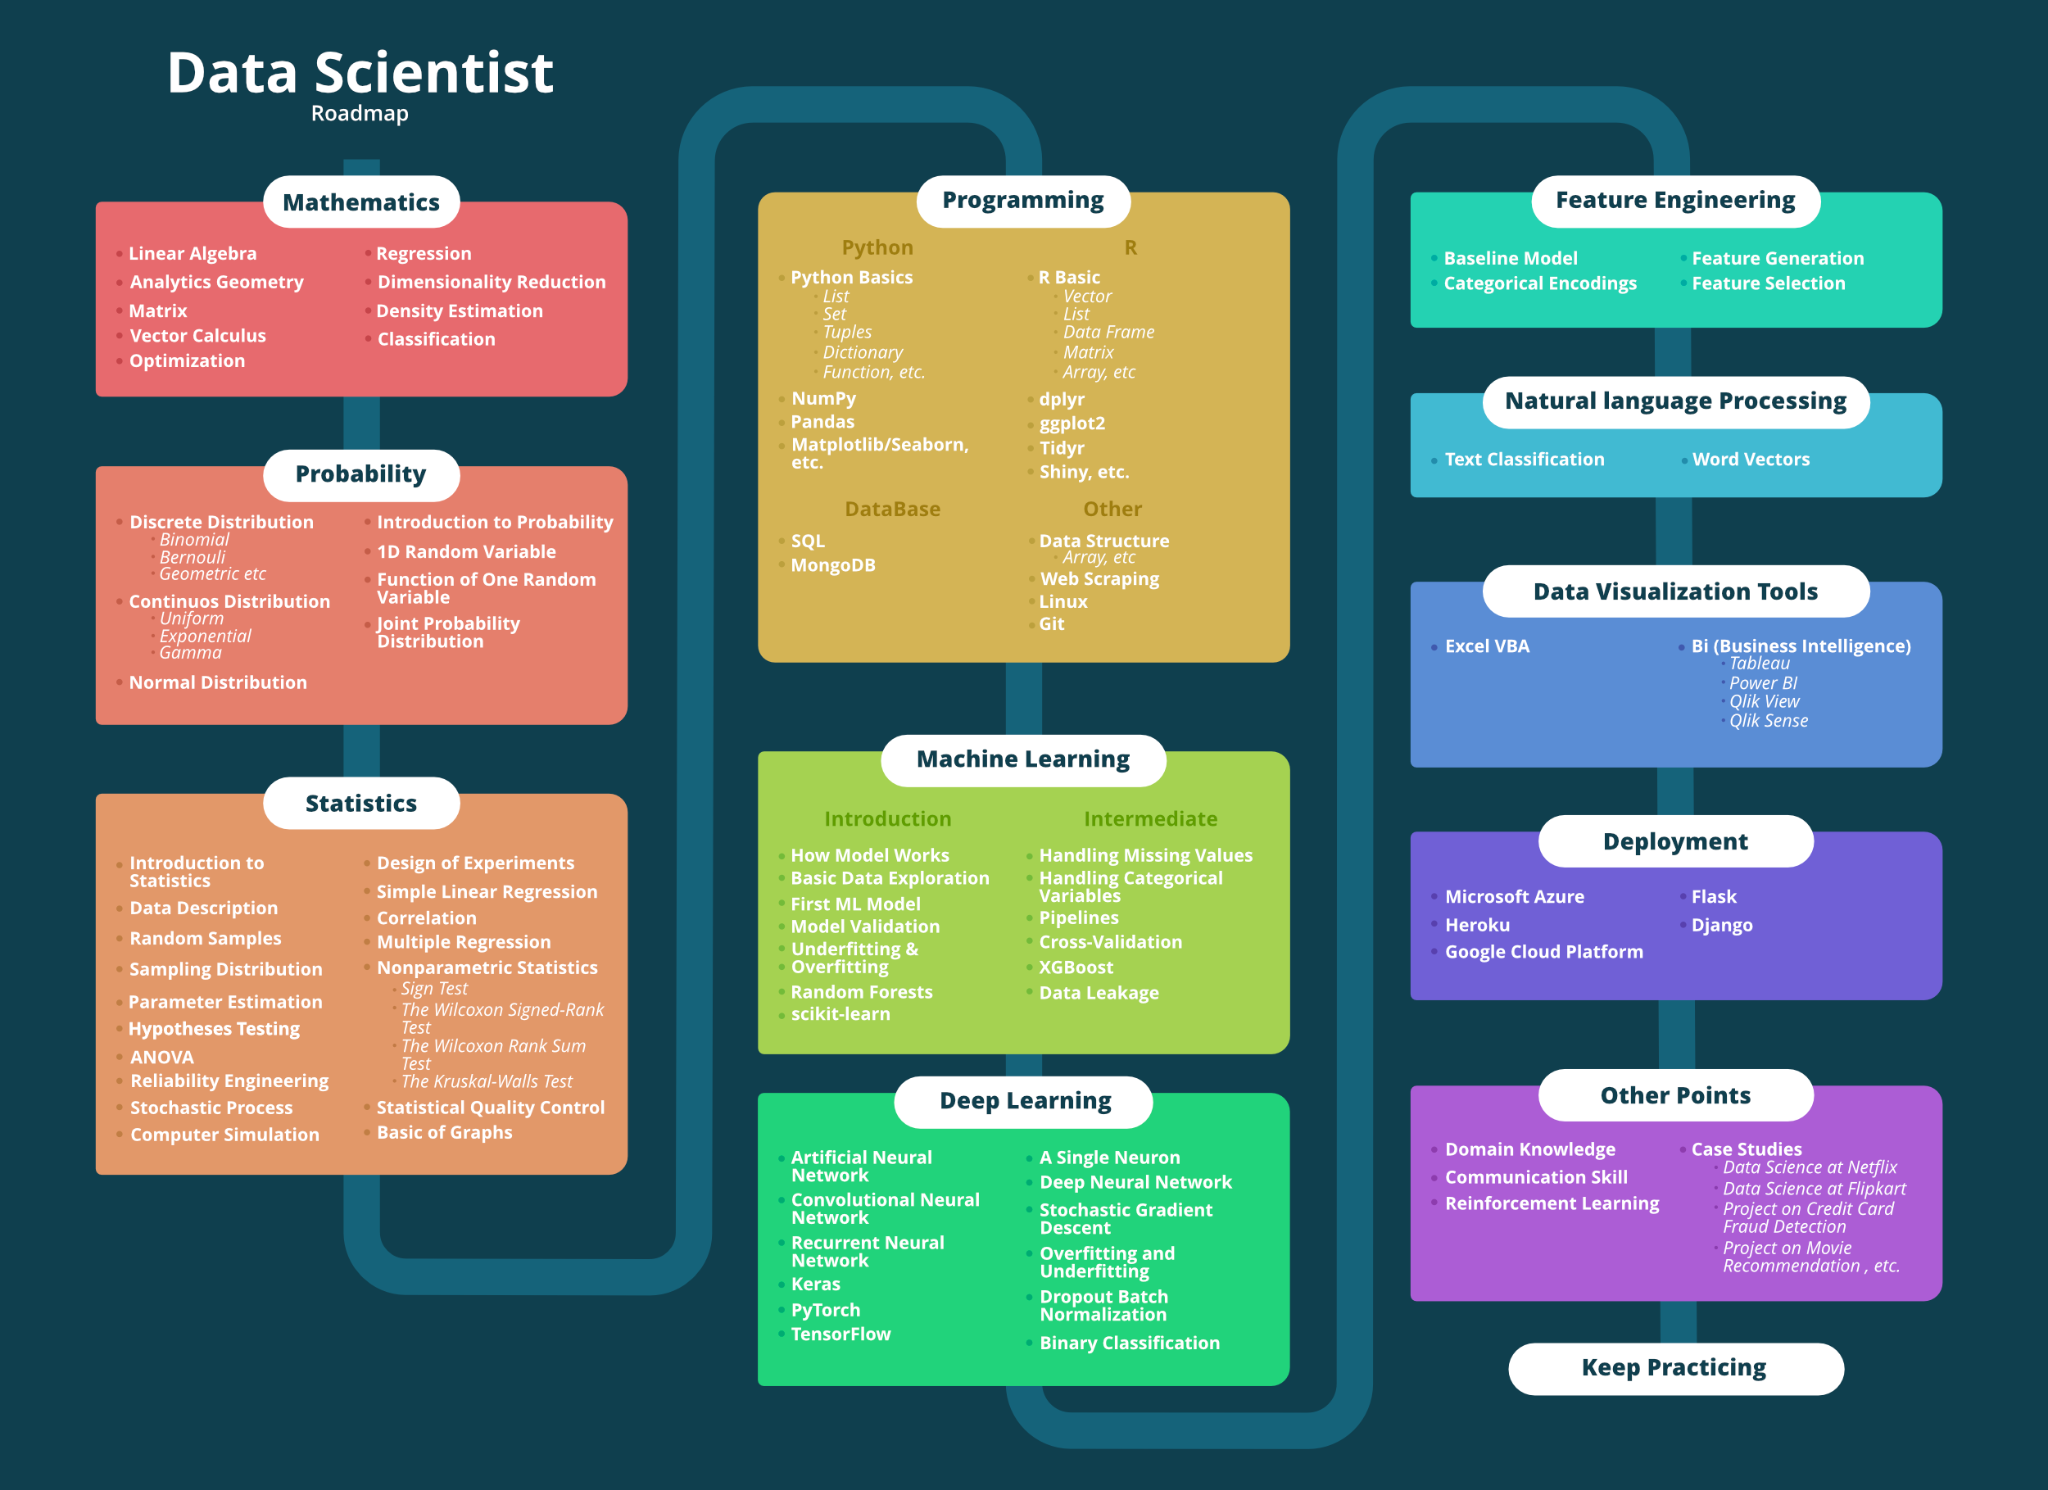 Data Scientist
Roadmap
Mathematics
Linear Algebra
Analytics Geometry
Matrix
Vector Calculus
Optimization
Regression
Dimensionality Reduction
Density Estimation
Classification
Probability
Discrete Distribution
Binomial
Bernouli
Geometric etc
Continuos Distribution
Uniform
Exponential
Gamma
Normal Distribution
Introduction to Probability
1D Random Variable
Function of One Random
Variable
Joint Probability
Distribution
Statistics
Introduction to
Statistics
Data Description
Random Samples
Sampling Distribution
Parameter Estimation
Hypotheses Testing
ANOVA
Reliability Engineering
Stochastic Process
Computer Simulation
Design of Experiments
Simple Linear Regression
Correlation
Multiple Regression
Nonparametric Statistics
Sign Test
The Wilcoxon Signed-Rank
Test
The Wilcoxon Rank Sum
Test
The Kruskal-Walls Test
Statistical Quality Control
Basic of Graphs
Programming
Python
Python Basics
List
Set
Tuples
Dictionary
Function, etc.
NumPy
Pandas
Matplotlib/Seaborn,
etc.
R
R Basic
Vector
List
Data Frame
Matrix
Array, etc
dplyr
ggplot2
Tidyr
Shiny, etc.
DataBase
SQL
MongoDB
Other
Data Structure
Array, etc
Web Scraping
Linux
Git
Machine Learning
Introduction
How Model Works
Basic Data Exploration
First ML Model
Model Validation
Underfitting &
Overfitting
Random Forests
scikit-learn
Intermediate
Handling Missing Values
Handling Categorical
Variables
Pipelines
Cross-Validation
XGBoost
Data Leakage
Deep Learning
Artificial Neural
Network
Convolutional Neural
Network
Recurrent Neural
Network
Keras
PyTorch
TensorFlow
A Single Neuron
Deep Neural Network
Stochastic Gradient
Descent
Overfitting and
Underfitting
Dropout Batch
Normalization
Binary Classification
Feature Engineering
Baseline Model
Categorical Encodings
Feature Generation
Feature Selection
Natural language Processing
Text Classification
Word Vectors
Data Visualization Tools
Excel VBA
Bi (Business Intelligence)
Tableau
Power BI
Qlik View
Qlik Sense
Deployment
Microsoft Azure
Heroku
Google Cloud Platform
Flask
Django
Other Points
Domain Knowledge
Communication Skill
Reinforcement Learning
Case Studies
Data Science at Netflix
Data Science at Flipkart
Project on Credit Card
Fraud Detection
Project on Movie
Recommendation , etc.
Keep Practicing